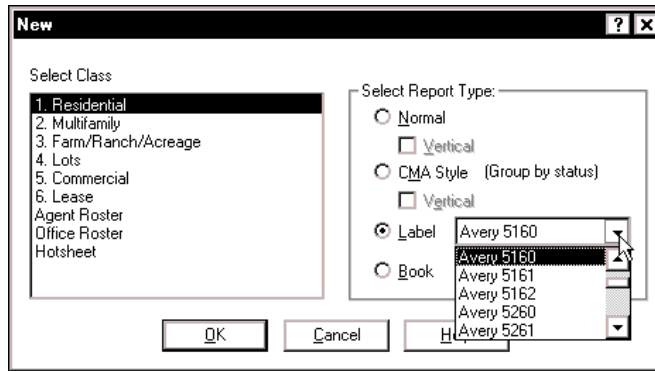 New
Select Class
1. Residential
2. Multifamily
3. Farm/Ranch/Acreage
4. Lots
5. Commercial
6. Lease
Agent Roster
Office Roster
Hotsheet
Select Report Type:
Normal
Vertical
CMA Style (Group by status)
Vertical
Label Avery 5160
Avery 5160
Avery 5161
Avery 5162
Avery 5260
Avery 5261
Book
OK
Cancel